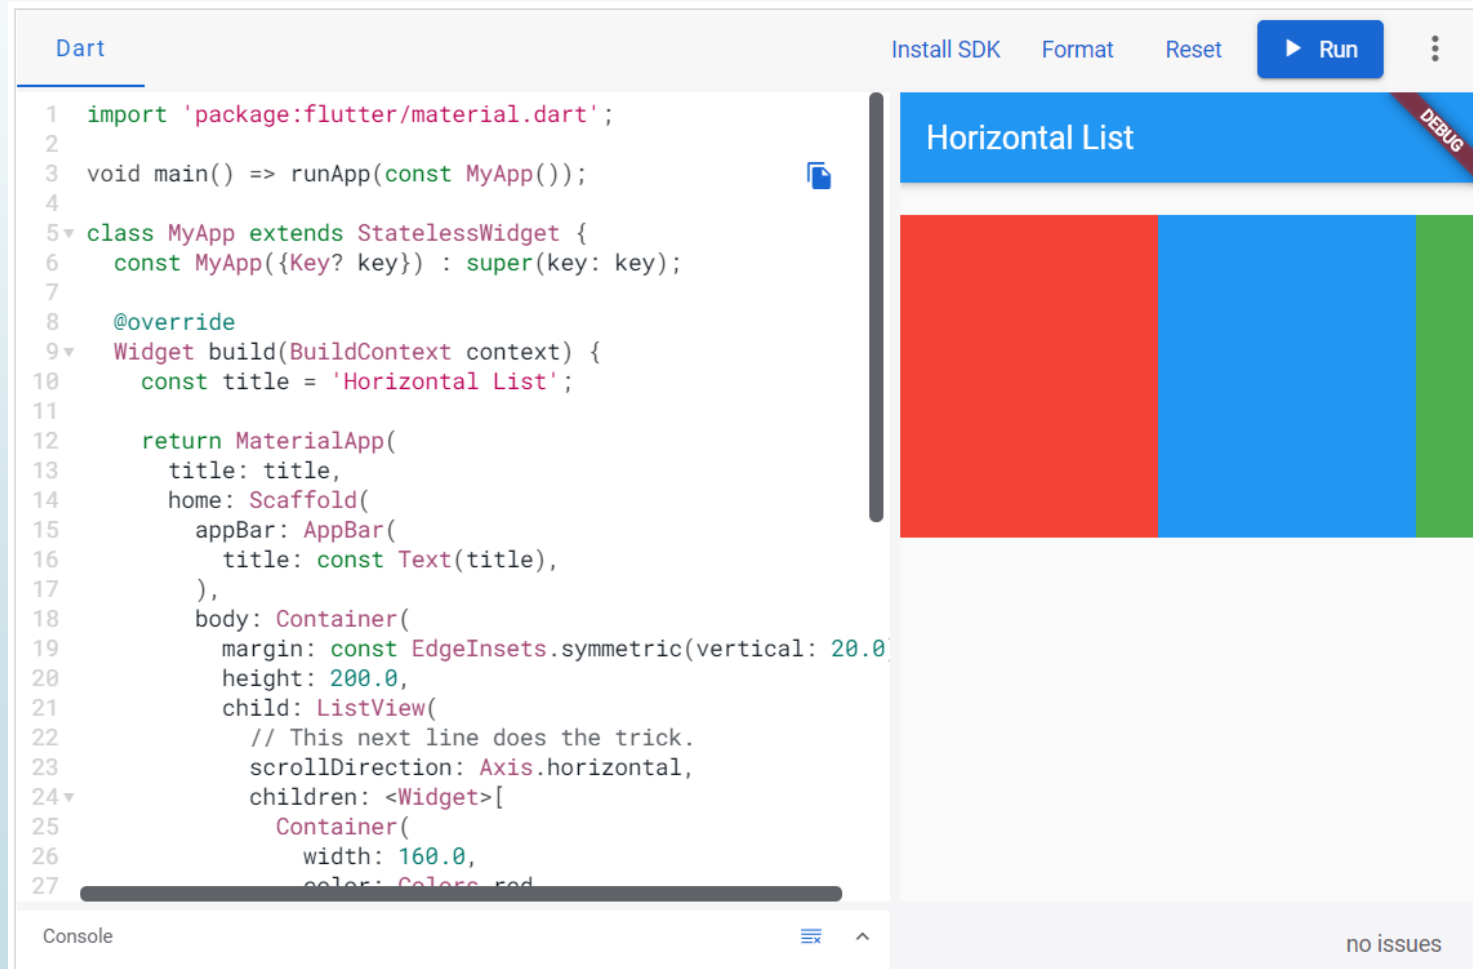 Dart
Install SDK
Format
Reset
Run
1 import 'package:flutter/material.dart';
2
3 void main() => runApp(const MyApp());
4
5 class MyApp extends StatelessWidget {
6   const MyApp({Key? key}) : super(key: key);
7
8   @override
9   Widget build(BuildContext context) {
10     const title = 'Horizontal List';
11
12     return MaterialApp(
13       title: title,
14       home: Scaffold(
15         appBar: AppBar(
16           title: const Text(title),
17         ),
18         body: Container(
19           margin: const EdgeInsets.symmetric(vertical: 20.0
20           height: 200.0,
21           child: ListView(
22             // This next line does the trick.
23             scrollDirection: Axis.horizontal,
24             children: <Widget>[
25               Container(
26                 width: 160.0,
27                 color: Colors.red
Console
Horizontal List
DEBUG
no issues